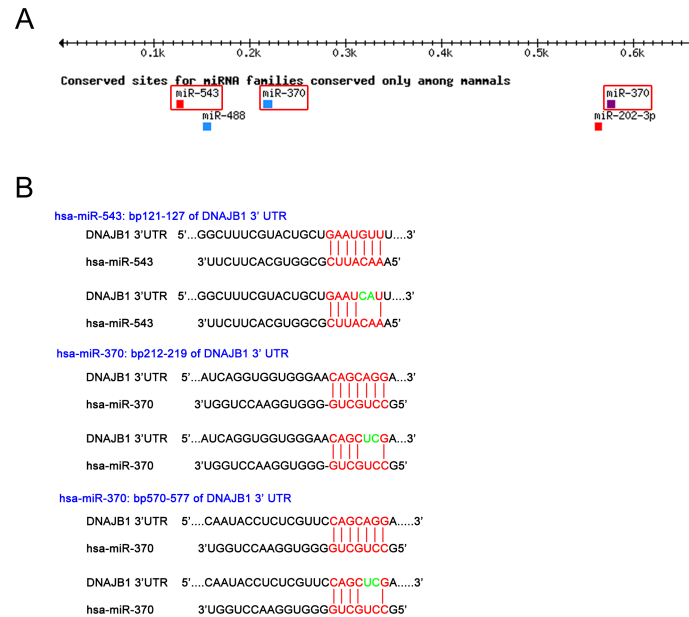 A
0.1k 0.2k 0.3k 0.4k 0.5k 0.6k
Conserved sites for miRNA families conserved only among mammals
miR-543 miR-370 miR-370
miR-488 miR-202-3p
B
hsa-miR-543: bp121-127 of DNAJB1 3' UTR
DNAJB1 3'UTR 5'...GGCUUUCGUACUGCUGAAUGUUU....3'
hsa-miR-543 3'UUCUUCACGUGGCGCUUACAAA5'
DNAJB1 3'UTR 5'...GGCUUUCGUACUGCUGAAUCAUU....3'
hsa-miR-543 3'UUCUUCACGUGGCGCUUACAAA5'
hsa-miR-370: bp212-219 of DNAJB1 3' UTR
DNAJB1 3'UTR 5'...AUCAGGUGGUGGGAACAGCAGGA...3'
hsa-miR-370 3'UGGUCCAAGGUGGG-GUCGUCCG5'
DNAJB1 3'UTR 5'...AUCAGGUGGUGGGAACAGCUCGA...3'
hsa-miR-370 3'UGGUCCAAGGUGGG-GUCGUCCG5'
hsa-miR-370: bp570-577 of DNAJB1 3' UTR
DNAJB1 3'UTR 5'....CAAUACCUCUCGUUCCAGCAGGA.....3'
hsa-miR-370 3'UGGUCCAAGGUGGGGUCGUCCG5'
DNAJB1 3'UTR 5'....CAAUACCUCUCGUUCCAGCUCGA.....3'
hsa-miR-370 3'UGGUCCAAGGUGGGGUCGUCCG5'